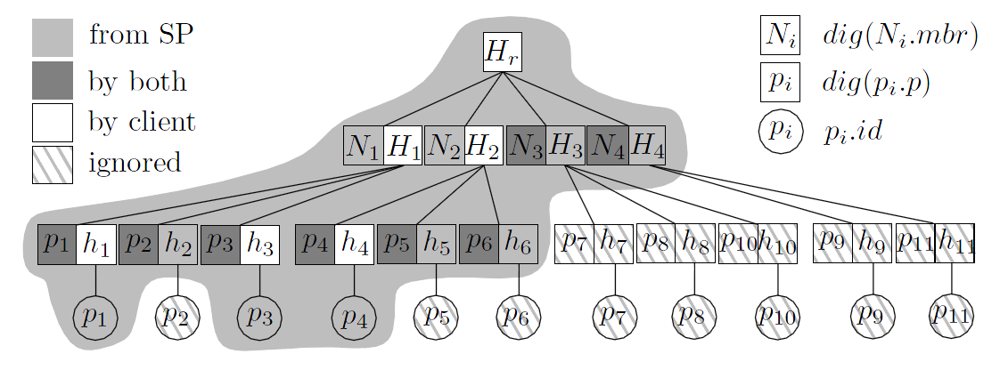 from SP
by both
by client
ignored
H_r
N_i dig(N_i.mbr)
p_i dig(p_i.p)
p_i p_i.id
N_1 H_1 N_2 H_2 N_3 H_3 N_4 H_4
p_1 h_1 p_2 h_2 p_3 h_3 p_4 h_4 p_5 h_5 p_6 h_6 p_7 h_7 p_8 h_8 p_10 h_10 p_9 h_9 p_11 h_11
p_1 p_2 p_3 p_4 p_5 p_6 p_7 p_8 p_10 p_9 p_11